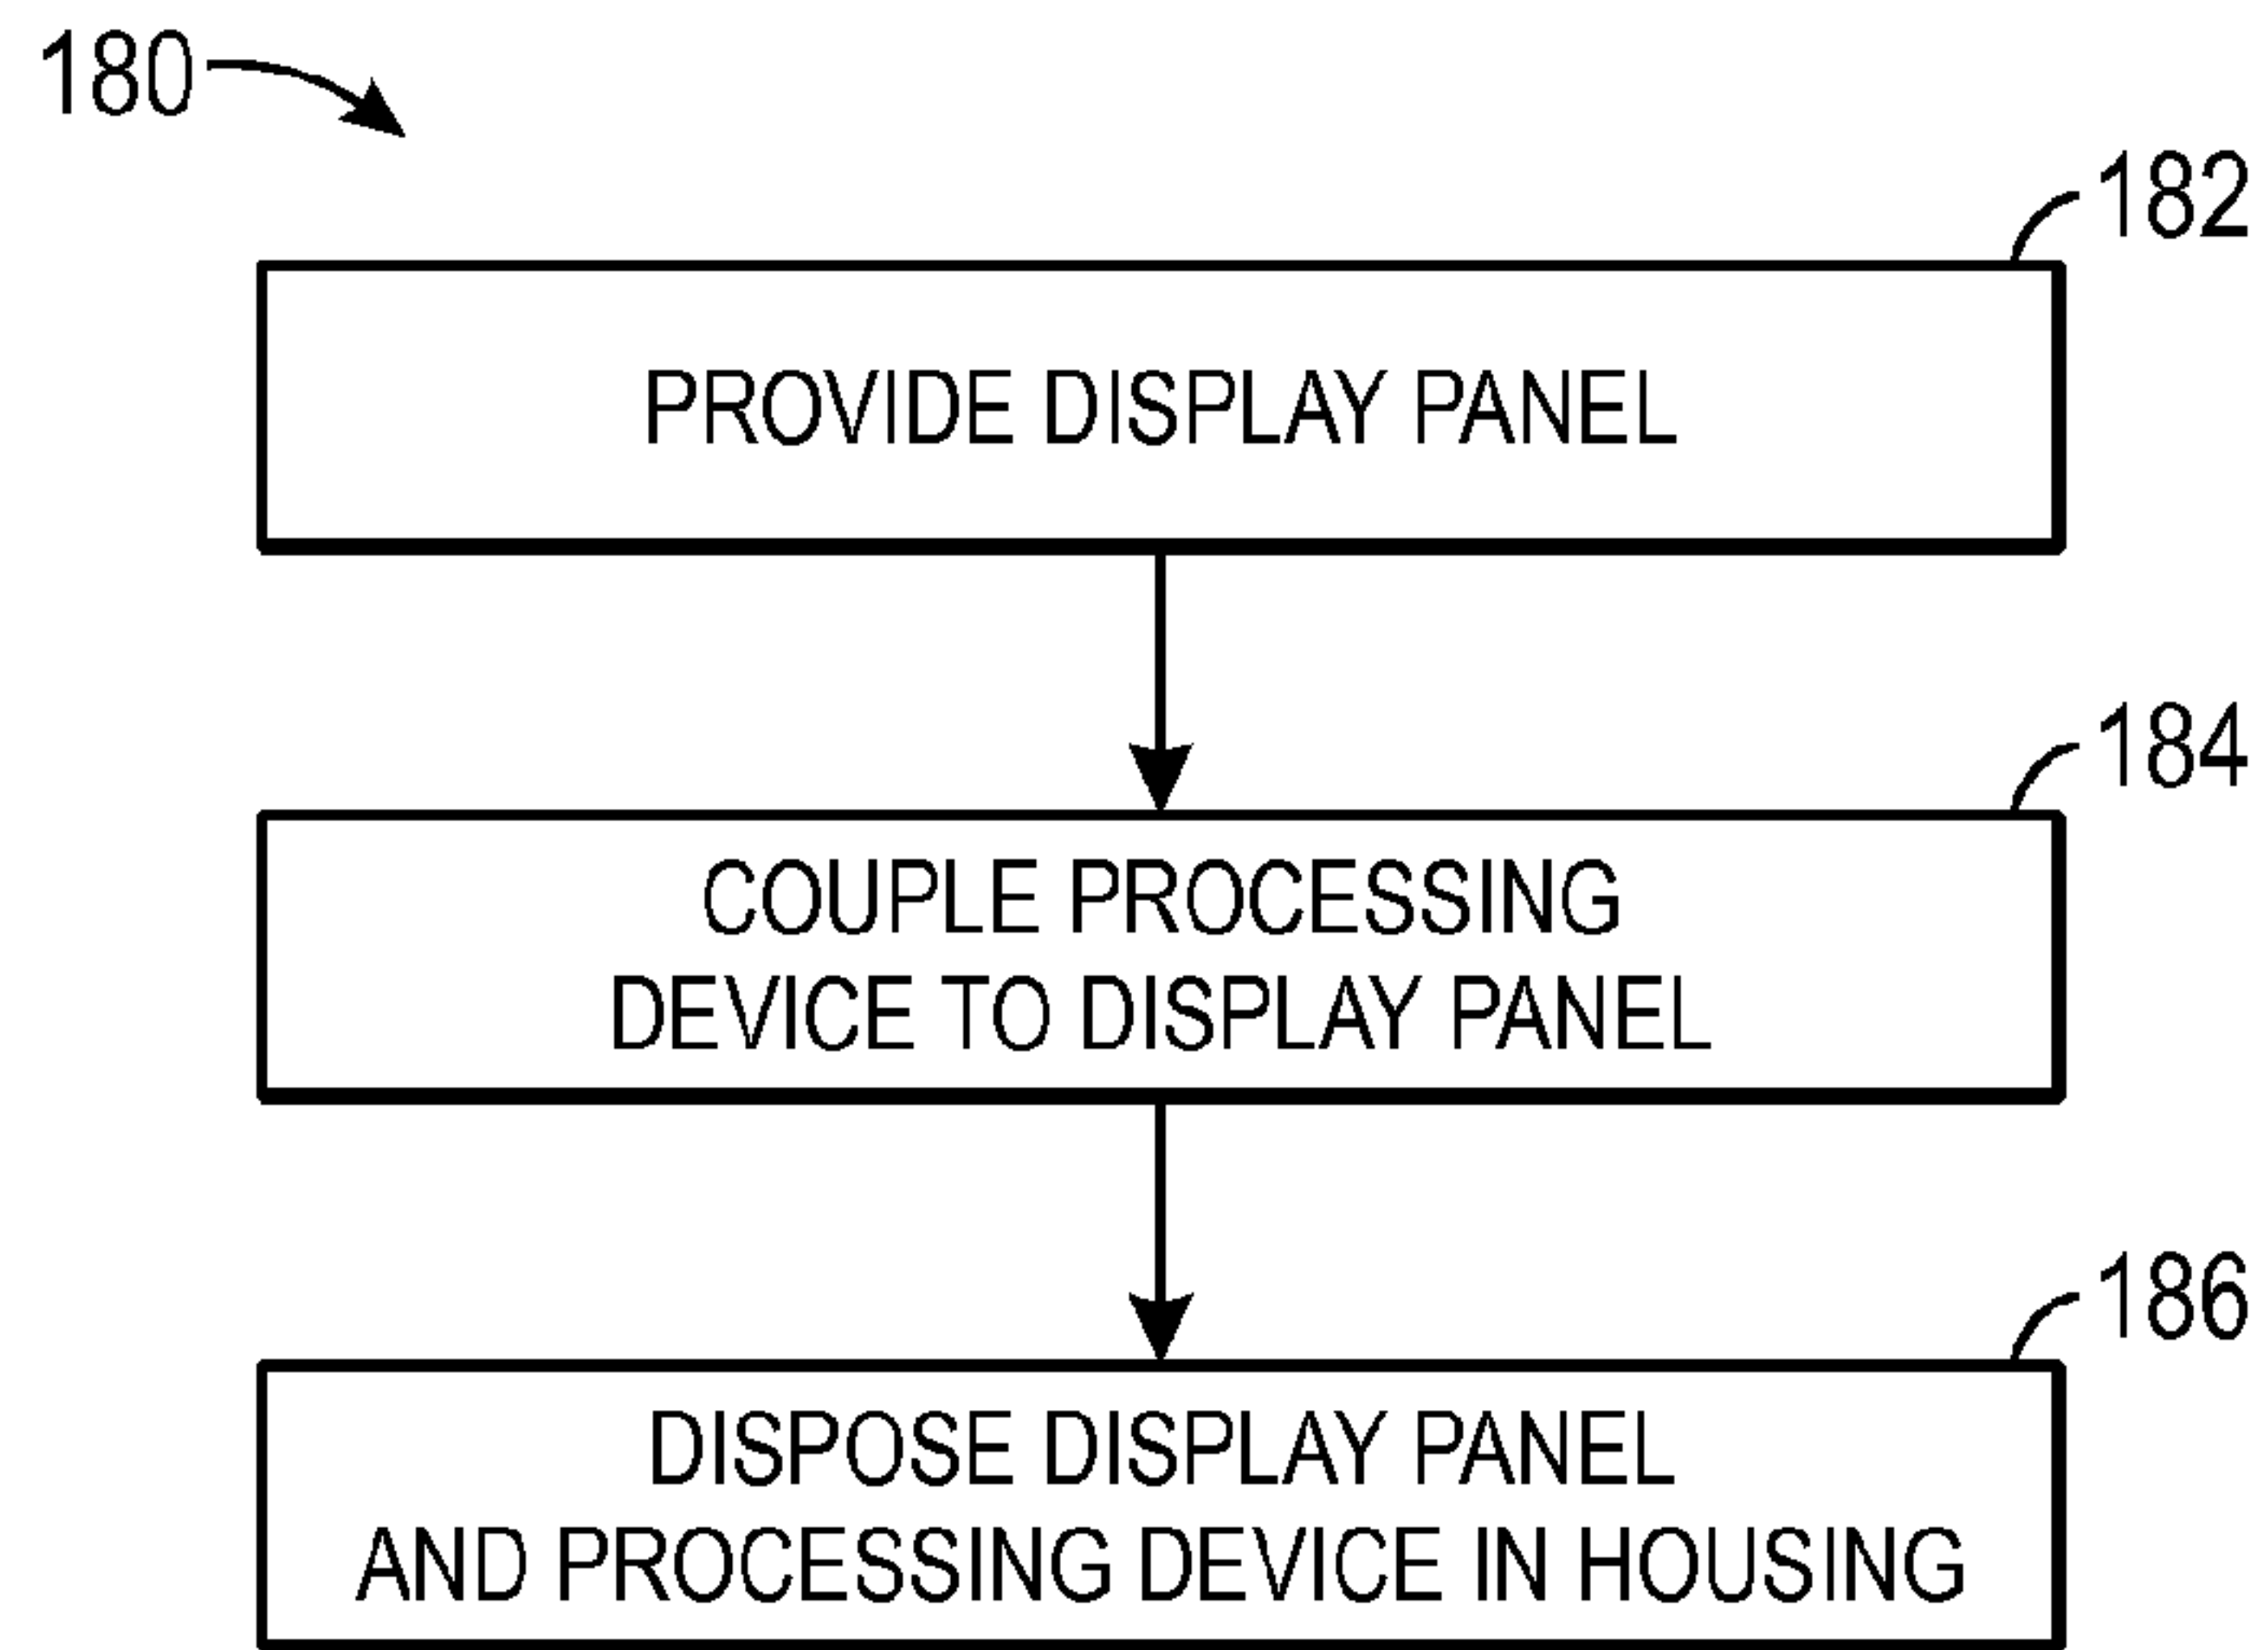 180
182
PROVIDE DISPLAY PANEL
184
COUPLE PROCESSING
DEVICE TO DISPLAY PANEL
186
DISPOSE DISPLAY PANEL
AND PROCESSING DEVICE IN HOUSING